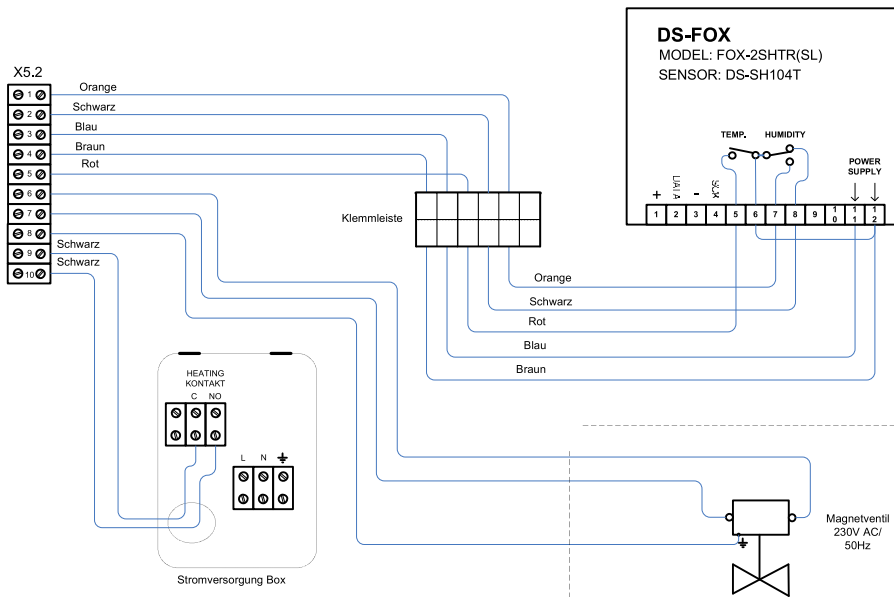 DS-FOX
MODEL: FOX-2SHTR(SL)
SENSOR: DS-SH104T
X5.2
1
2
3
4
5
6
7
8
9
10
Orange
Schwarz
Blau
Braun
Rot
Schwarz
Schwarz
Klemmleiste
TEMP.
HUMIDITY
POWER
SUPPLY
+
-
SCK
1 2 3 4 5 6 7 8 9 10 11 12
Orange
Schwarz
Rot
Blau
Braun
HEATING
KONTAKT
C NO
L N
Stromversorgung Box
Magnetventil
230V AC/
50Hz